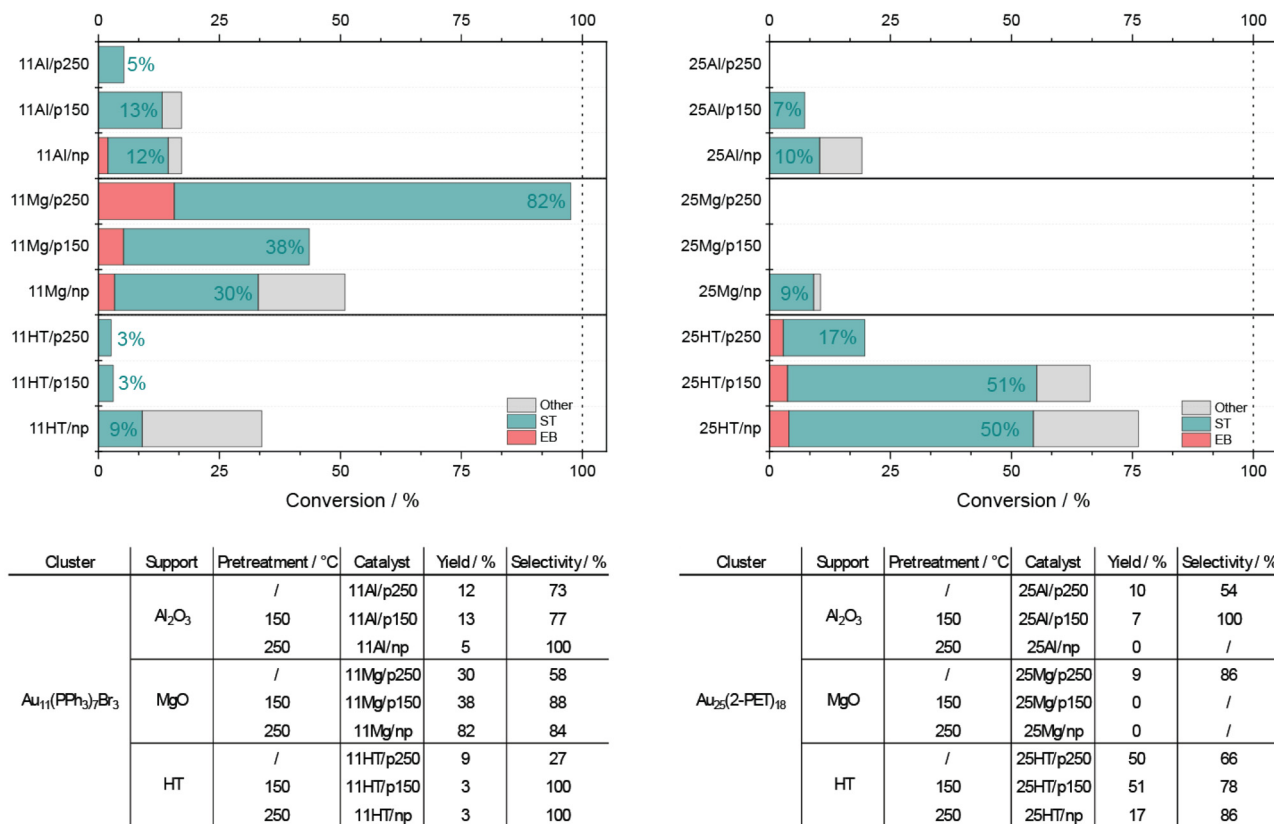 0 25 50 75 100
11Al/p250 5%
11Al/p150 13%
11Al/np 12%
11Mg/p250 82%
11Mg/p150 38%
11Mg/np 30%
11HT/p250 3%
11HT/p150 3%
11HT/np 9%
Other
ST
EB
0 25 50 75 100
Conversion / %
0 25 50 75 100
25Al/p250
25Al/p150 7%
25Al/np 10%
25Mg/p250
25Mg/p150
25Mg/np 9%
25HT/p250 17%
25HT/p150 51%
25HT/np 50%
Other
ST
EB
0 25 50 75 100
Conversion / %
Cluster Support Pretreatment / °C Catalyst Yield / % Selectivity / %
/ 11Al/p250 12 73
Al₂O₃ 150 11Al/p150 13 77
250 11Al/np 5 100
/ 11Mg/p250 30 58
Au₁₁(PPh₃)₇Br₃ MgO 150 11Mg/p150 38 88
250 11Mg/np 82 84
/ 11HT/p250 9 27
HT 150 11HT/p150 3 100
250 11HT/np 3 100
Cluster Support Pretreatment / °C Catalyst Yield / % Selectivity / %
/ 25Al/p250 10 54
Al₂O₃ 150 25Al/p150 7 100
250 25Al/np 0 /
/ 25Mg/p250 9 86
Au₂₅(2-PET)₁₈ MgO 150 25Mg/p150 0 /
250 25Mg/np 0 /
/ 25HT/p250 50 66
HT 150 25HT/p150 51 78
250 25HT/np 17 86